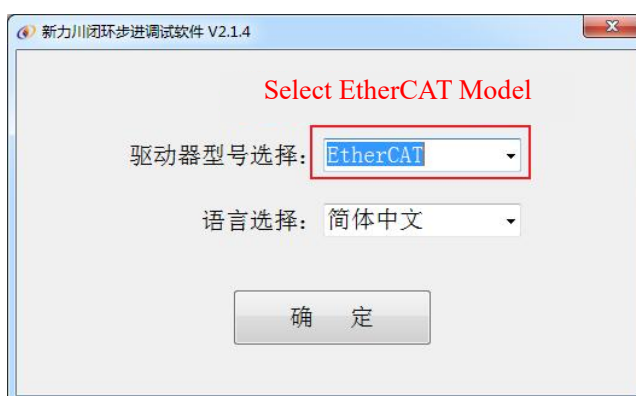 新力川闭环步进调试软件 V2.1.4
Select EtherCAT Model
驱动器型号选择: EtherCAT
语言选择: 简体中文
确 定